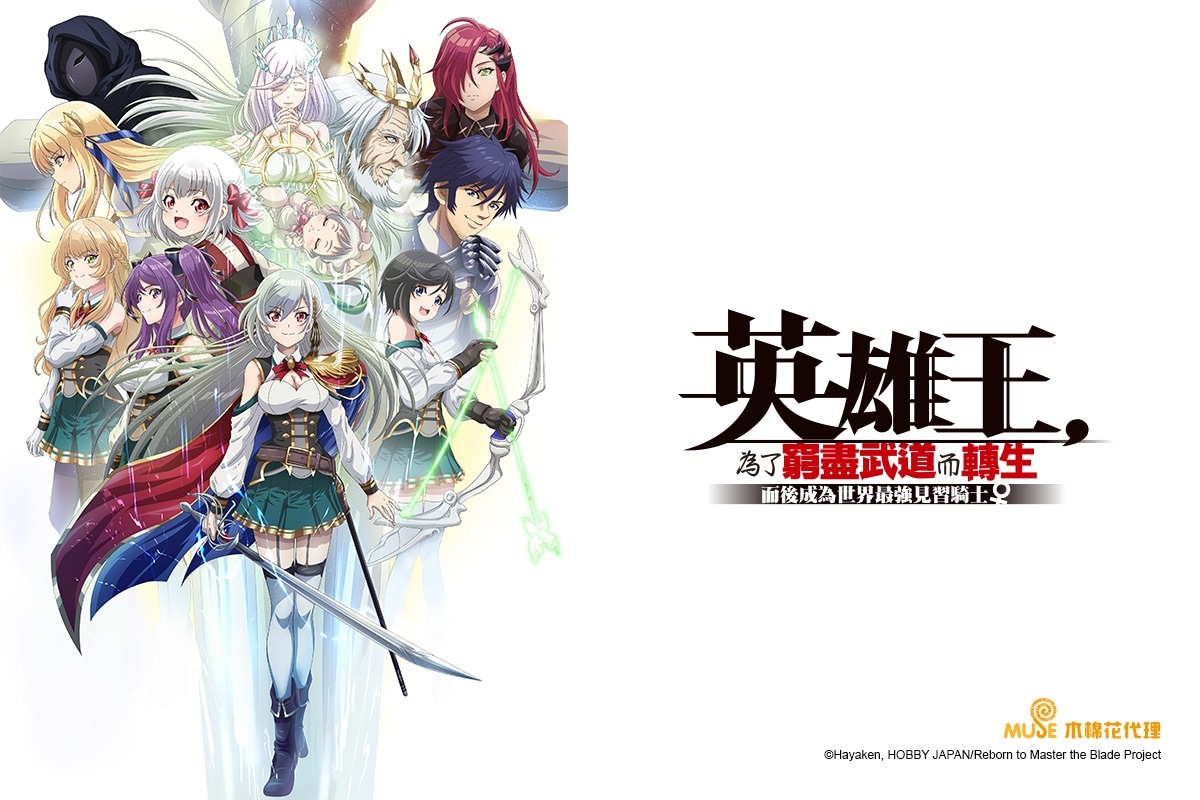 英雄王,
為了窮盡武道而轉生
而後成為世界最強見習騎士♀
MUSE 木棉花代理
©Hayaken, HOBBY JAPAN/Reborn to Master the Blade Project